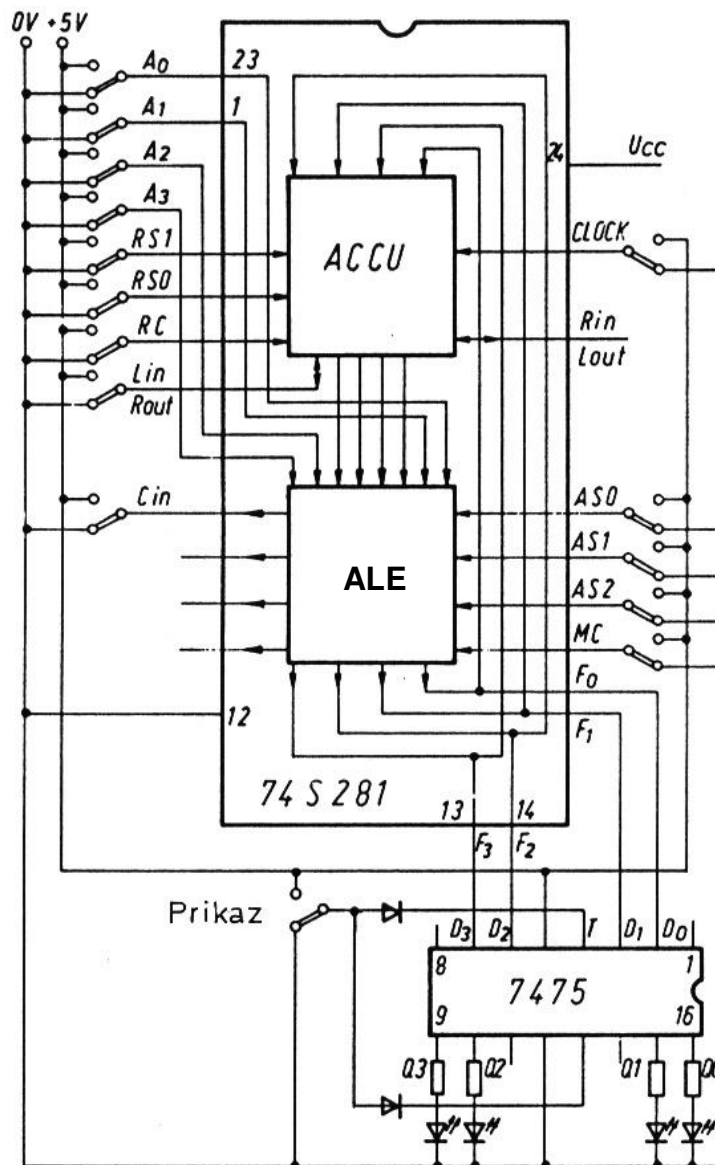 0V +5V
A0
23
A1
1
A2
A3
RS1
RS0
RC
Lin
Rout
ACCU
24
Ucc
CLOCK
Rin
Lout
Cin
ALE
AS0
AS1
AS2
MC
F0
F1
12
74S281
13
14
F3
F2
Prikaz
D3
D2
T
D1
D0
8
1
7475
9
16
Q3
Q2
Q1